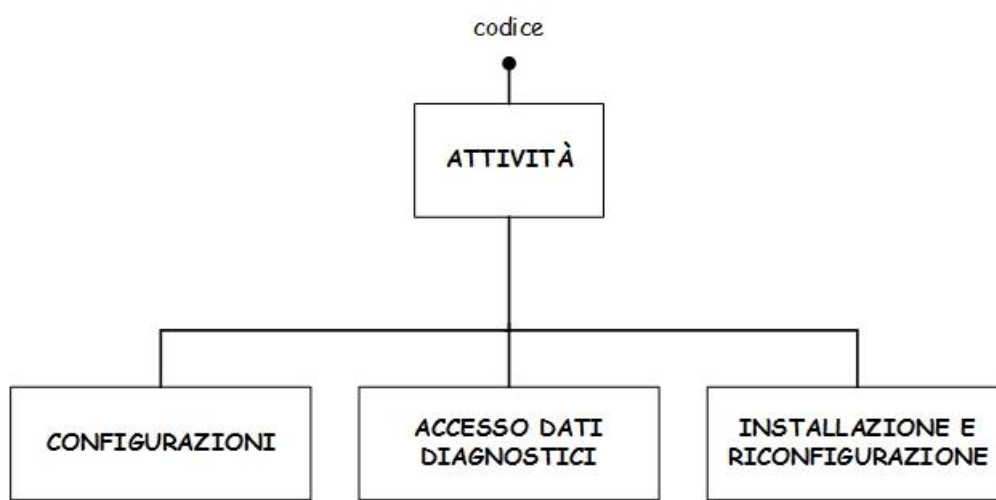 codice
ATTIVITÀ
CONFIGURAZIONI
ACCESSO DATI
DIAGNOSTICI
INSTALLAZIONE E
RICONFIGURAZIONE